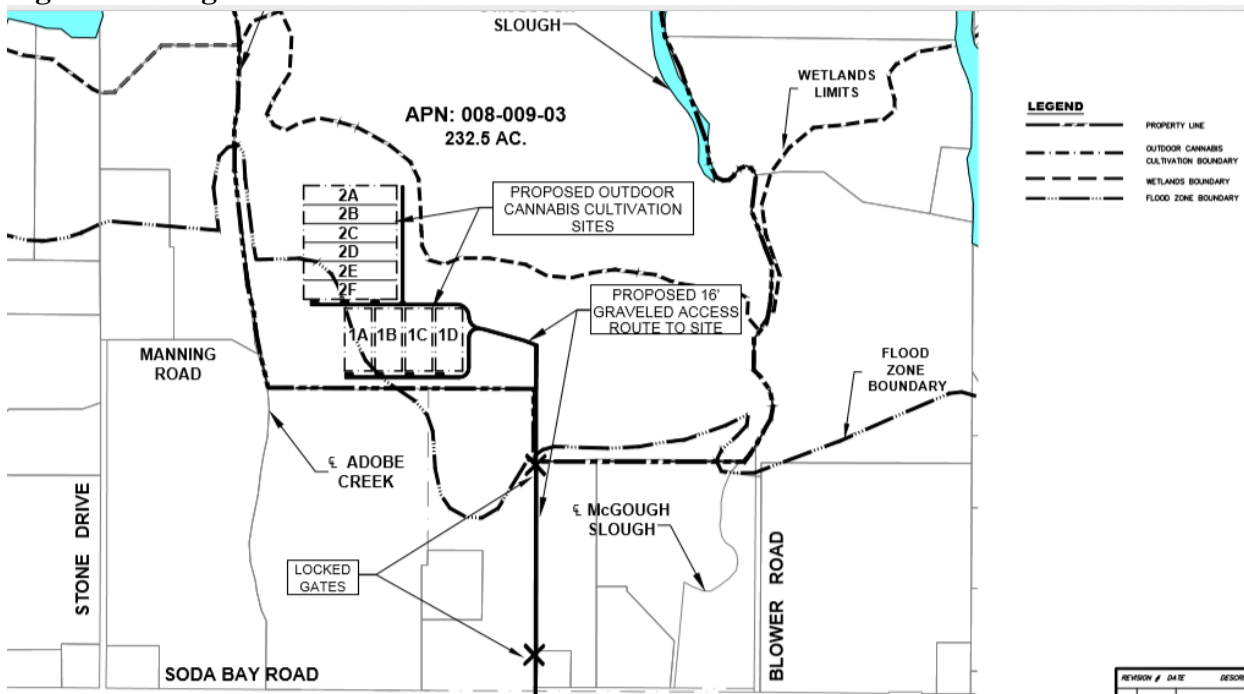 SLOUGH
APN: 008-009-03
232.5 AC.
WETLANDS
LIMITS
LEGEND
PROPERTY LINE
OUTDOOR CANNABIS
CULTIVATION BOUNDARY
WETLANDS BOUNDARY
FLOOD ZONE BOUNDARY
2A
2B
2C
2D
2E
2F
PROPOSED OUTDOOR
CANNABIS CULTIVATION
SITES
1A
1B
1C
1D
PROPOSED 16'
GRAVELED ACCESS
ROUTE TO SITE
MANNING
ROAD
FLOOD
ZONE
BOUNDARY
℄ ADOBE
CREEK
℄ McGOUGH
SLOUGH
STONE DRIVE
LOCKED
GATES
BLOWER ROAD
SODA BAY ROAD
REVISION # DATE